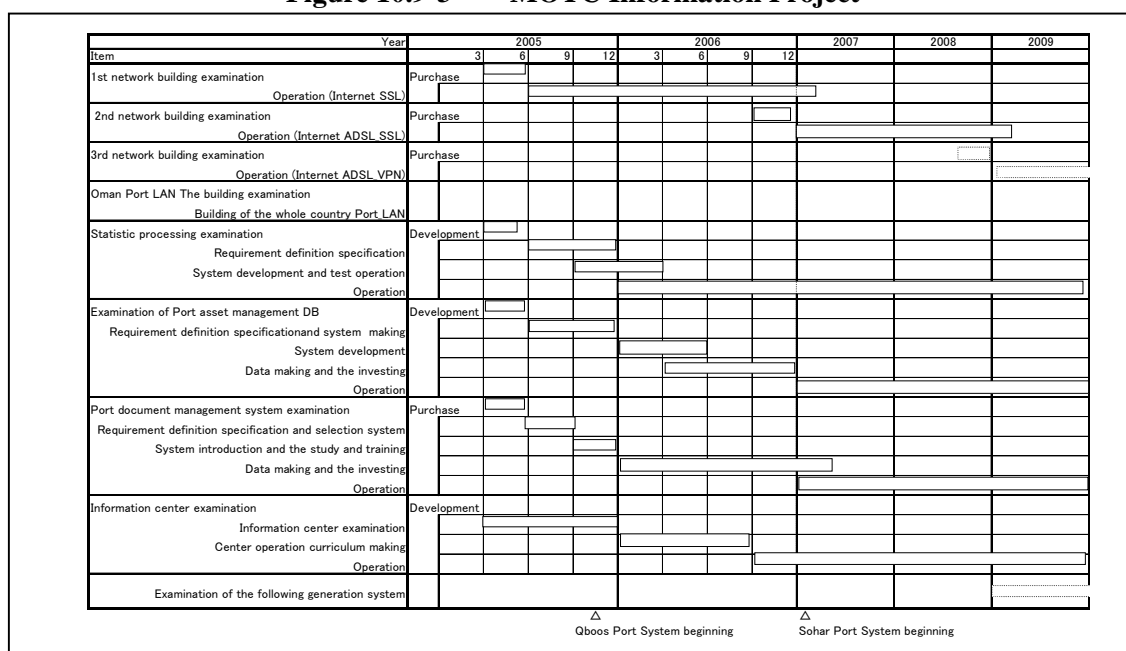 Figure 10.9-3 MOTC Information Project
Year 2005 2006 2007 2008 2009
Item 3 6 9 12 3 6 9 12
1st network building examination Purchase
Operation (Internet SSL)
2nd network building examination Purchase
Operation (Internet ADSL_SSL)
3rd network building examination Purchase
Operation (Internet ADSL_VPN)
Oman Port LAN The building examination
Building of the whole country Port_LAN
Statistic processing examination Development
Requirement definition specification
System development and test operation
Operation
Examination of Port asset management DB Development
Requirement definition specificationand system making
System development
Data making and the investing
Operation
Port document management system examination Purchase
Requirement definition specification and selection system
System introduction and the study and training
Data making and the investing
Operation
Information center examination Development
Information center examination
Center operation curriculum making
Operation
Examination of the following generation system
△ △
Qboos Port System beginning Sohar Port System beginning